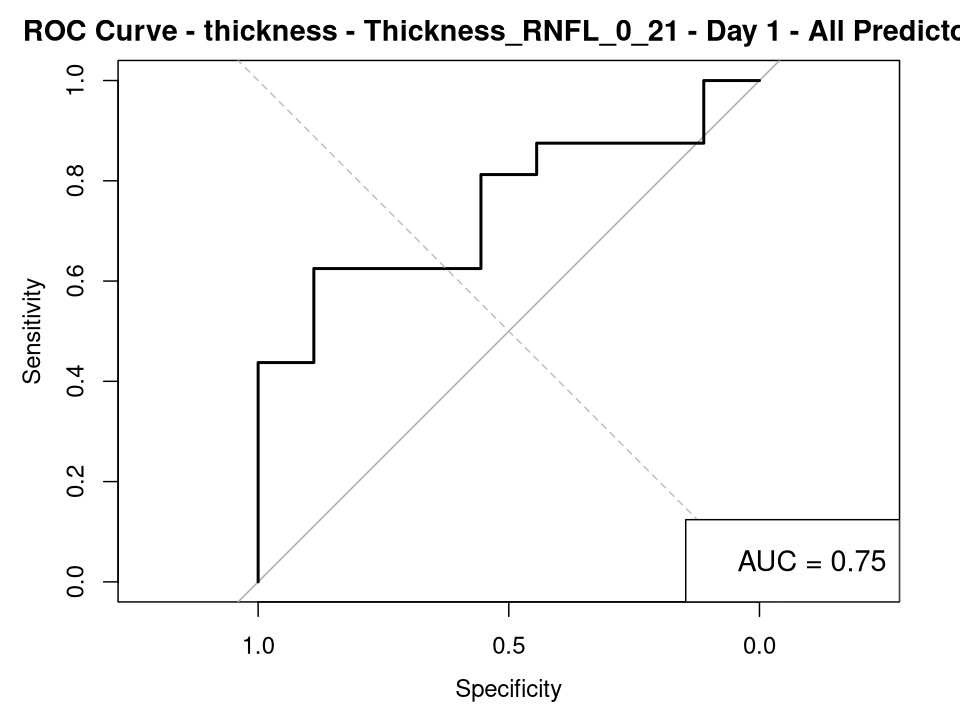 ROC Curve - thickness - Thickness_RNFL_0_21 - Day 1 - All Predicto
1.0
0.8
0.6
0.4
0.2
0.0
Sensitivity
AUC = 0.75
1.0 0.5 0.0
Specificity